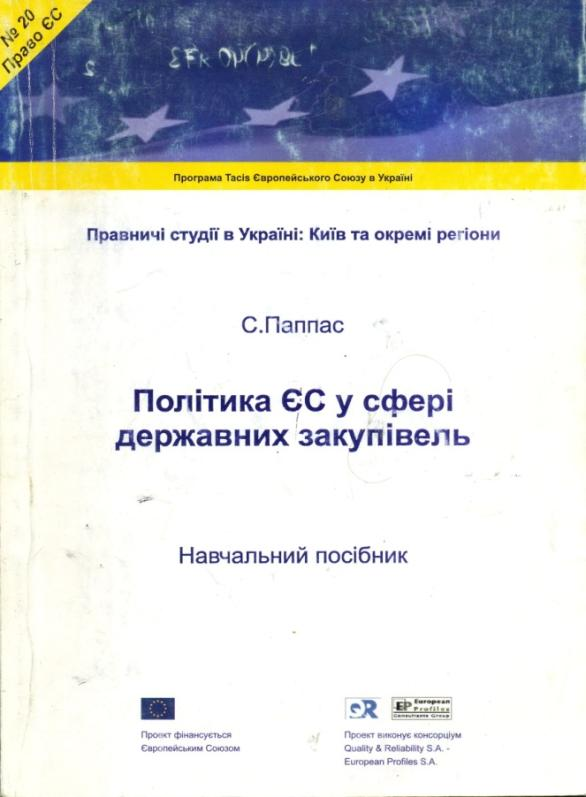 № 20
Право ЄС
Програма Tacis Європейського Союзу в Україні
Правничі студії в Україні: Київ та окремі регіони
С.Паппас
Політика ЄС у сфері
державних закупівель
Навчальний посібник
QR
EP European
Profiles
Consultants Group
Проект фінансується
Європейським Союзом
Проект виконує консорціум
Quality & Reliability S.A. -
European Profiles S.A.